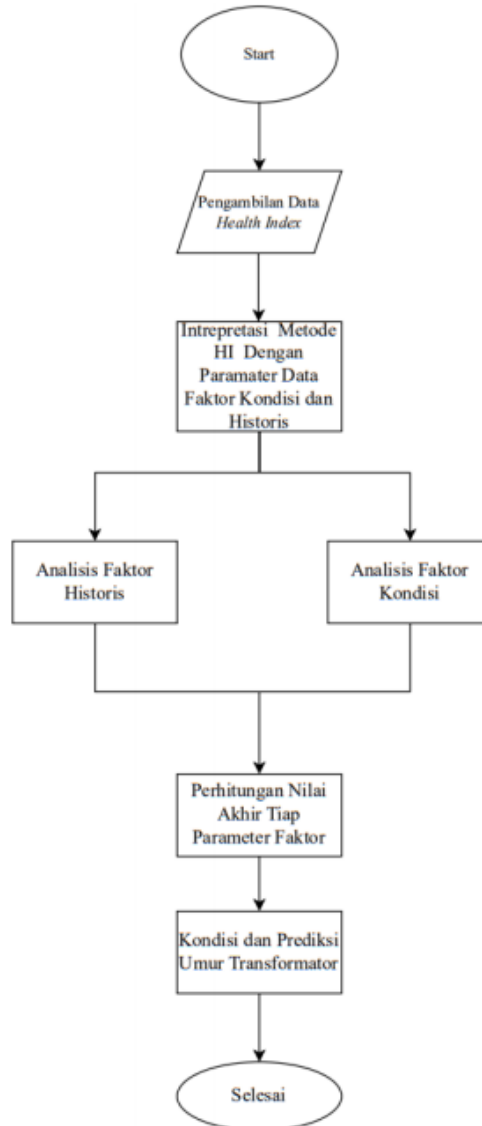 Start
Pengambilan Data
Health Index
Intrepretasi Metode
HI Dengan
Paramater Data
Faktor Kondisi dan
Historis
Analisis Faktor
Historis
Analisis Faktor
Kondisi
Perhitungan Nilai
Akhir Tiap
Parameter Faktor
Kondisi dan Prediksi
Umur Transformator
Selesai